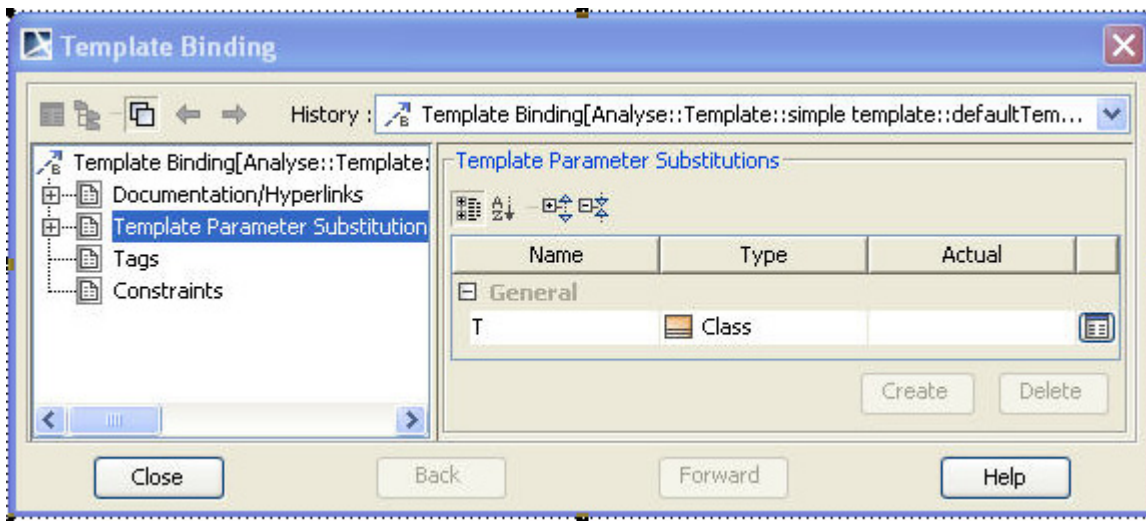 Template Binding
History : Template Binding[Analyse::Template::simple template::defaultTem...
Template Binding[Analyse::Template:
Documentation/Hyperlinks
Template Parameter Substitution
Tags
Constraints
Template Parameter Substitutions
Name Type Actual
General
T Class
Create Delete
Close Back Forward Help